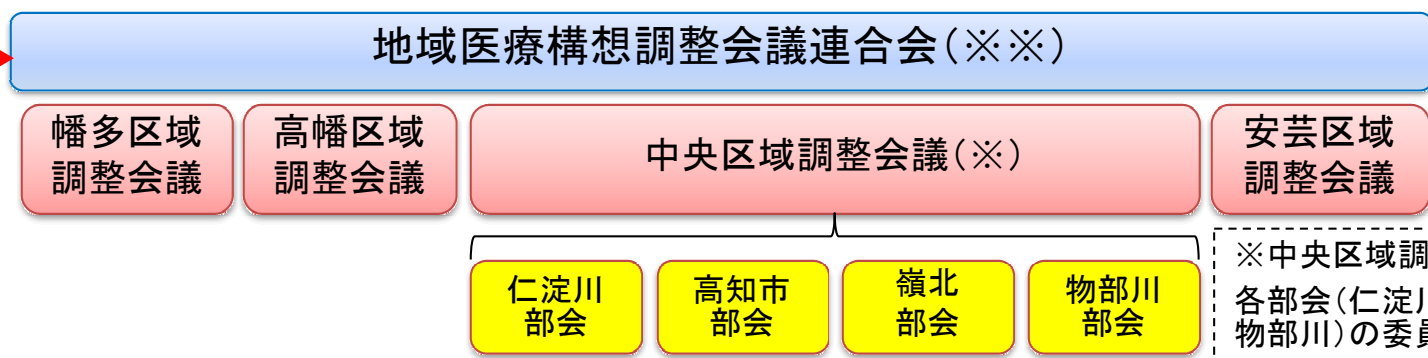 地域医療構想調整会議連合会(※※)
幡多区域
調整会議
高幡区域
調整会議
中央区域調整会議(※)
安芸区域
調整会議
仁淀川
部会
高知市
部会
嶺北
部会
物部川
部会
※中央区域調
各部会(仁淀川
物部川)の委員